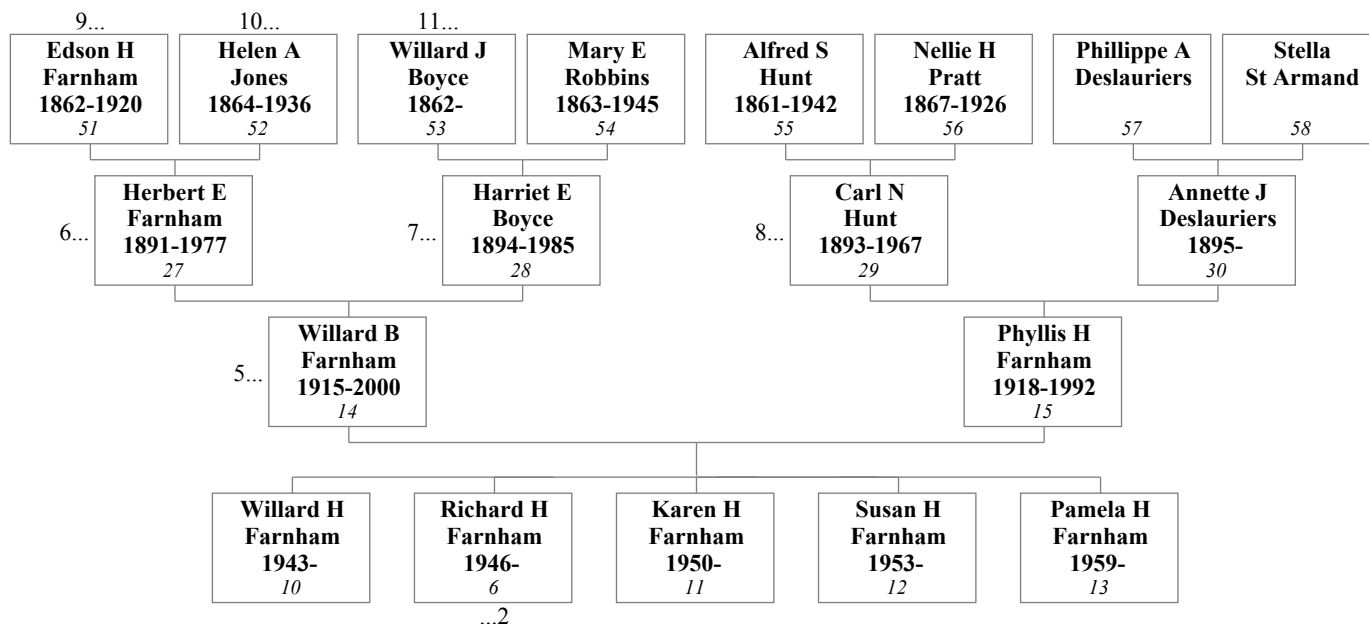 9...
10...
11...
Edson H
Farnham
1862-1920
51
Helen A
Jones
1864-1936
52
Willard J
Boyce
1862-
53
Mary E
Robbins
1863-1945
54
Alfred S
Hunt
1861-1942
55
Nellie H
Pratt
1867-1926
56
Phillippe A
Deslauriers
57
Stella
St Armand
58
6...
Herbert E
Farnham
1891-1977
27
7...
Harriet E
Boyce
1894-1985
28
8...
Carl N
Hunt
1893-1967
29
Annette J
Deslauriers
1895-
30
5...
Willard B
Farnham
1915-2000
14
Phyllis H
Farnham
1918-1992
15
Willard H
Farnham
1943-
10
Richard H
Farnham
1946-
6
Karen H
Farnham
1950-
11
Susan H
Farnham
1953-
12
Pamela H
Farnham
1959-
13
...2